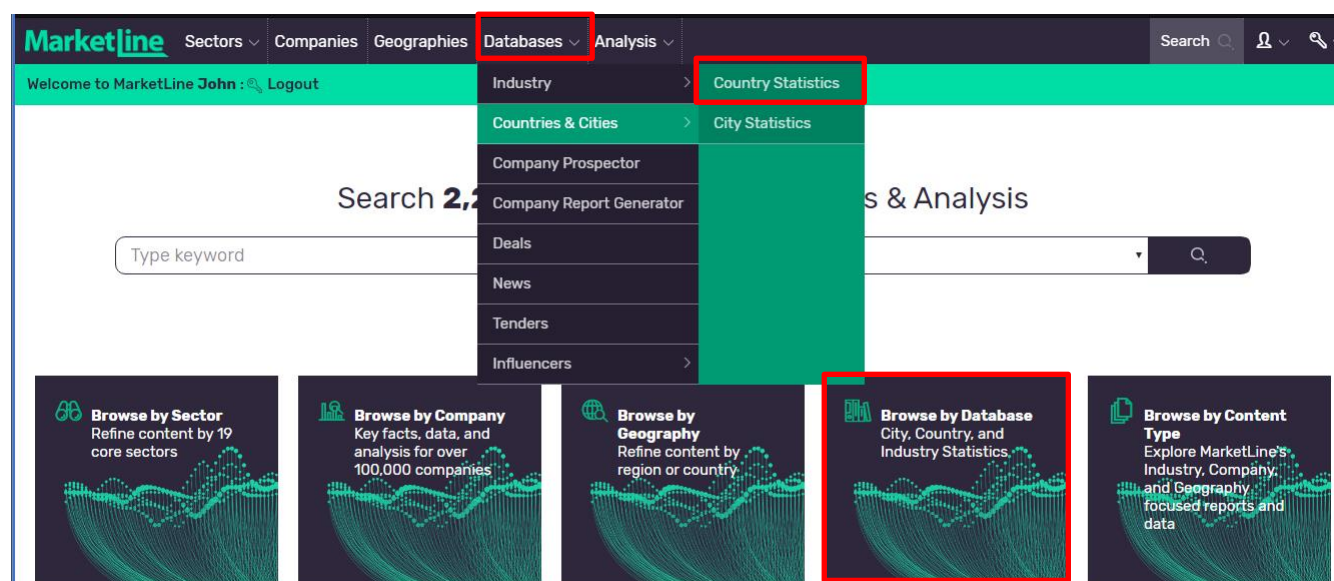 MarketLine Sectors Companies Geographies Databases Analysis Search
Welcome to MarketLine John : Logout
Industry
Country Statistics
Countries & Cities
City Statistics
Company Prospector
Company Report Generator
Deals
News
Tenders
Influencers
Search 2,2 s & Analysis
Type keyword
Browse by Sector
Refine content by 19
core sectors
Browse by Company
Key facts, data, and
analysis for over
100,000 companies
Browse by
Geography
Refine content by
region or country
Browse by Database
City, Country, and
Industry Statistics
Browse by Content
Type
Explore MarketLine's
Industry, Company,
and Geography
focused reports and
data